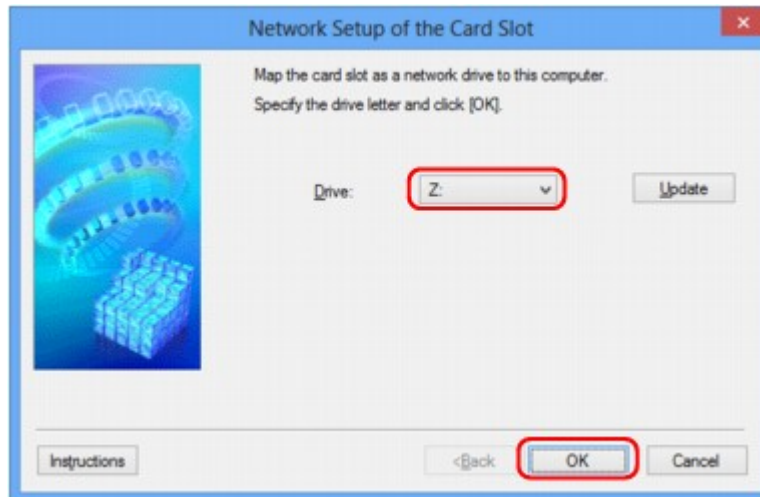 Network Setup of the Card Slot
Map the card slot as a network drive to this computer.
Specify the drive letter and click [OK].
Drive: Z: Update
Instructions <Back OK Cancel